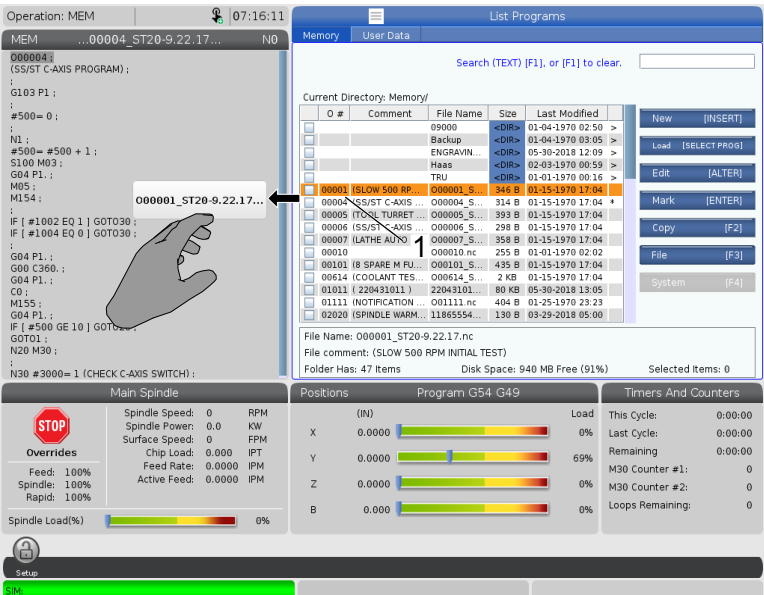 Operation: MEM
07:16:11
List Programs
MEM ...00004_ST20-9.22.17... N0
O00004 ;
(SS/ST C-AXIS PROGRAM) ;
;
G103 P1 ;
;
#500= 0 ;
;
N1 ;
#500= #500 + 1 ;
S100 M03 ;
G04 P1. ;
M05 ;
M154 ;
;
IF [ #1002 EQ 1 ] GOTO30 ;
IF [ #1004 EQ 0 ] GOTO30 ;
;
G04 P1. ;
G00 C360. ;
G04 P1. ;
C0 ;
M155 ;
G04 P1. ;
IF [ #500 GE 10 ] GOTO20
GOTO1 ;
N20 M30 ;
;
N30 #3000= 1 (CHECK C-AXIS SWITCH) ;
O00001_ST20-9.22.17...
1
Memory User Data
Search (TEXT) [F1], or [F1] to clear.
Current Directory: Memory/
O # Comment File Name Size Last Modified
09000 <DIR> 01-04-1970 02:50 >
Backup <DIR> 01-04-1970 03:05 >
ENGRAVIN... <DIR> 05-30-2018 12:09 >
Haas <DIR> 02-03-1970 00:59 >
TRU <DIR> 01-01-1970 00:16 >
00001 (SLOW 500 RP... O00001_S... 346 B 01-15-1970 17:04
00004 (SS/ST C-AXIS ... O00004_S... 314 B 01-15-1970 17:04 *
00005 (TOOL TURRET ... O00005_S... 393 B 01-15-1970 17:04
00006 (SS/ST C-AXIS ... O00006_S... 298 B 01-15-1970 17:04
00007 (LATHE AUTO O00007_S... 358 B 01-15-1970 17:04
00010 O00010.nc 255 B 01-01-1970 02:02
00101 (8 SPARE M FU... O00101_S... 435 B 01-15-1970 17:04
00614 (COOLANT TES... O00614_S... 2 KB 01-15-1970 17:04
01011 ( 220431011 ) 22043101... 80 KB 05-30-2018 13:05
01111 (NOTIFICATION ... O01111.nc 404 B 01-25-1970 23:23
02020 (SPINDLE WARM... 11865554... 130 B 03-29-2018 05:00
New [INSERT]
Load [SELECT PROG]
Edit [ALTER]
Mark [ENTER]
Copy [F2]
File [F3]
System [F4]
File Name: O00001_ST20-9.22.17.nc
File comment: (SLOW 500 RPM INITIAL TEST)
Folder Has: 47 Items Disk Space: 940 MB Free (91%) Selected Items: 0
Main Spindle
STOP
Overrides
Feed: 100%
Spindle: 100%
Rapid: 100%
Spindle Speed: 0 RPM
Spindle Power: 0.0 KW
Surface Speed: 0 FPM
Chip Load: 0.000 IPT
Feed Rate: 0.0000 IPM
Active Feed: 0.0000 IPM
Spindle Load(%) 0%
Positions Program G54 G49
(IN) Load
X 0.0000 0%
Y 0.0000 69%
Z 0.0000 0%
B 0.000 0%
Timers And Counters
This Cycle: 0:00:00
Last Cycle: 0:00:00
Remaining 0:00:00
M30 Counter #1: 0
M30 Counter #2: 0
Loops Remaining: 0
Setup
SIM: